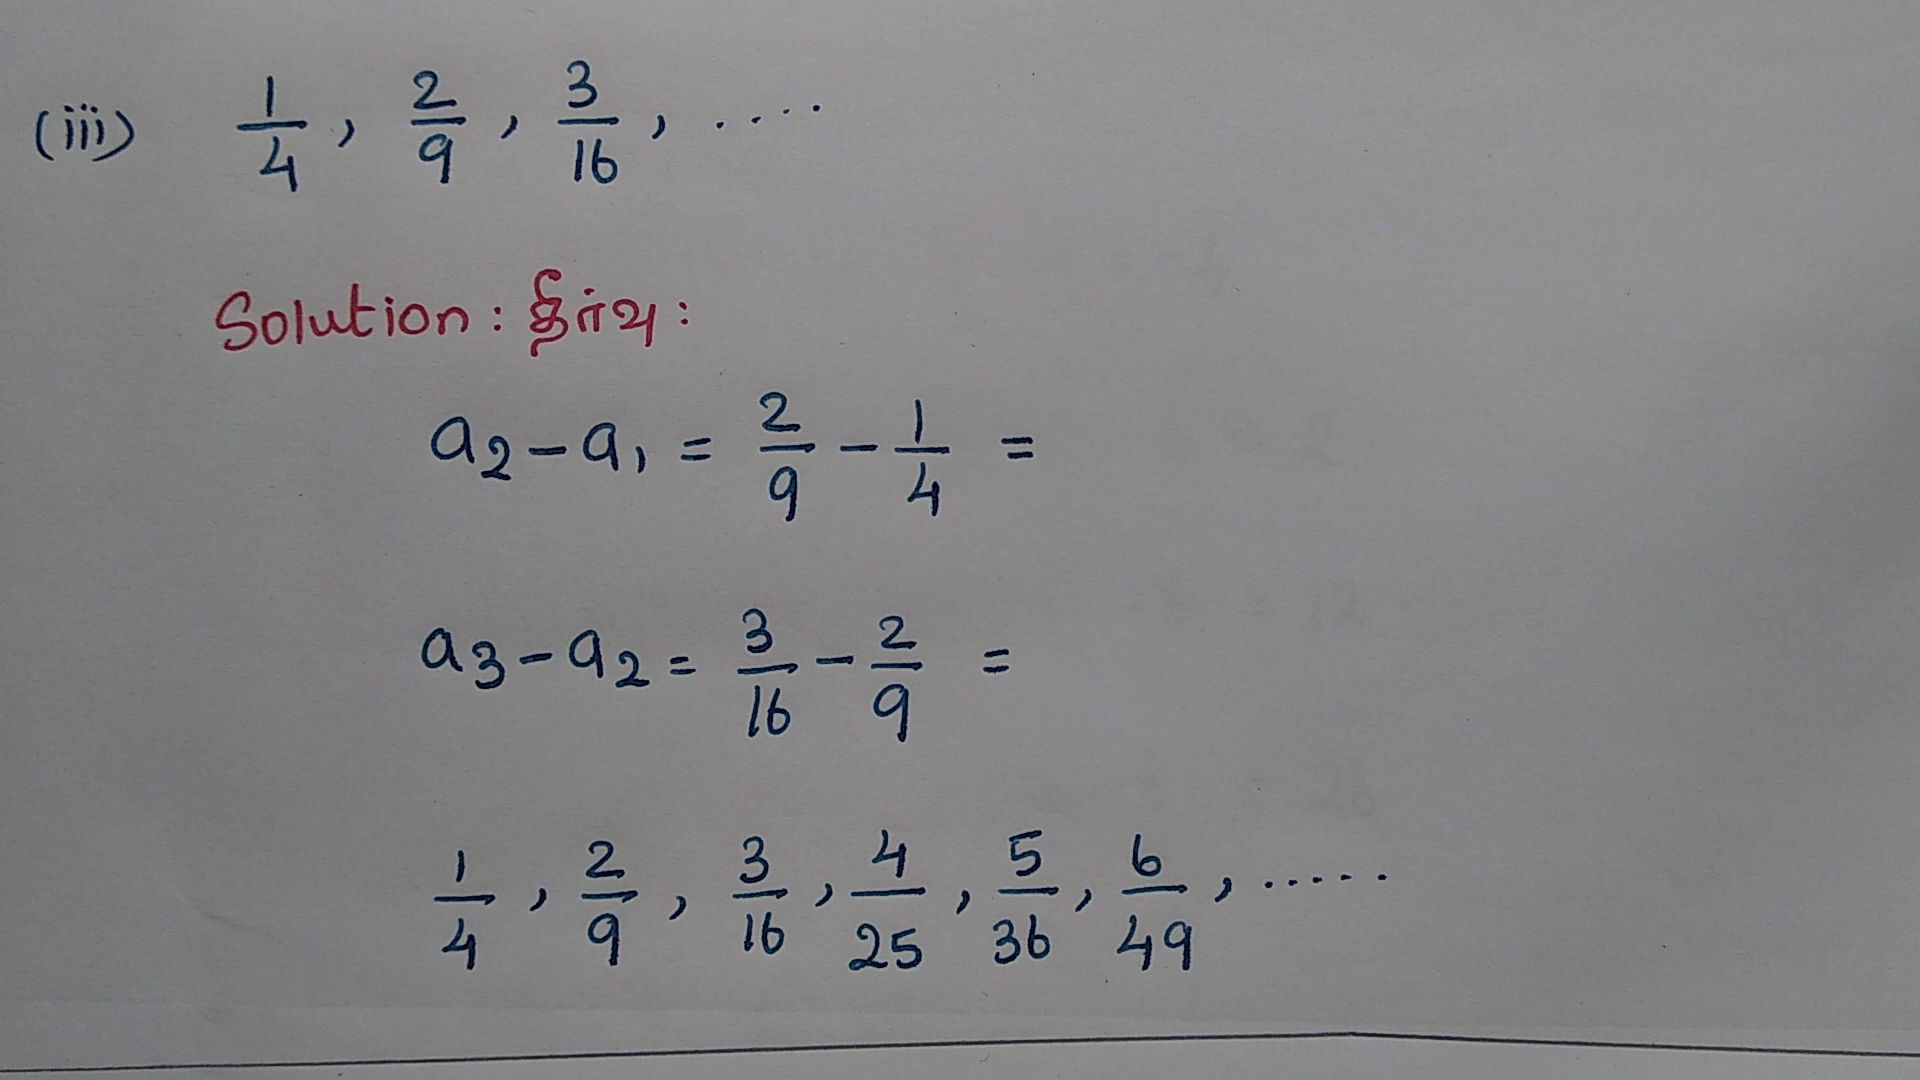 (iii) 1/4, 2/9, 3/16, ....
Solution: தீர்வு:
a2 - a1 = 2/9 - 1/4 =
a3 - a2 = 3/16 - 2/9 =
1/4, 2/9, 3/16, 4/25, 5/36, 6/49, .....